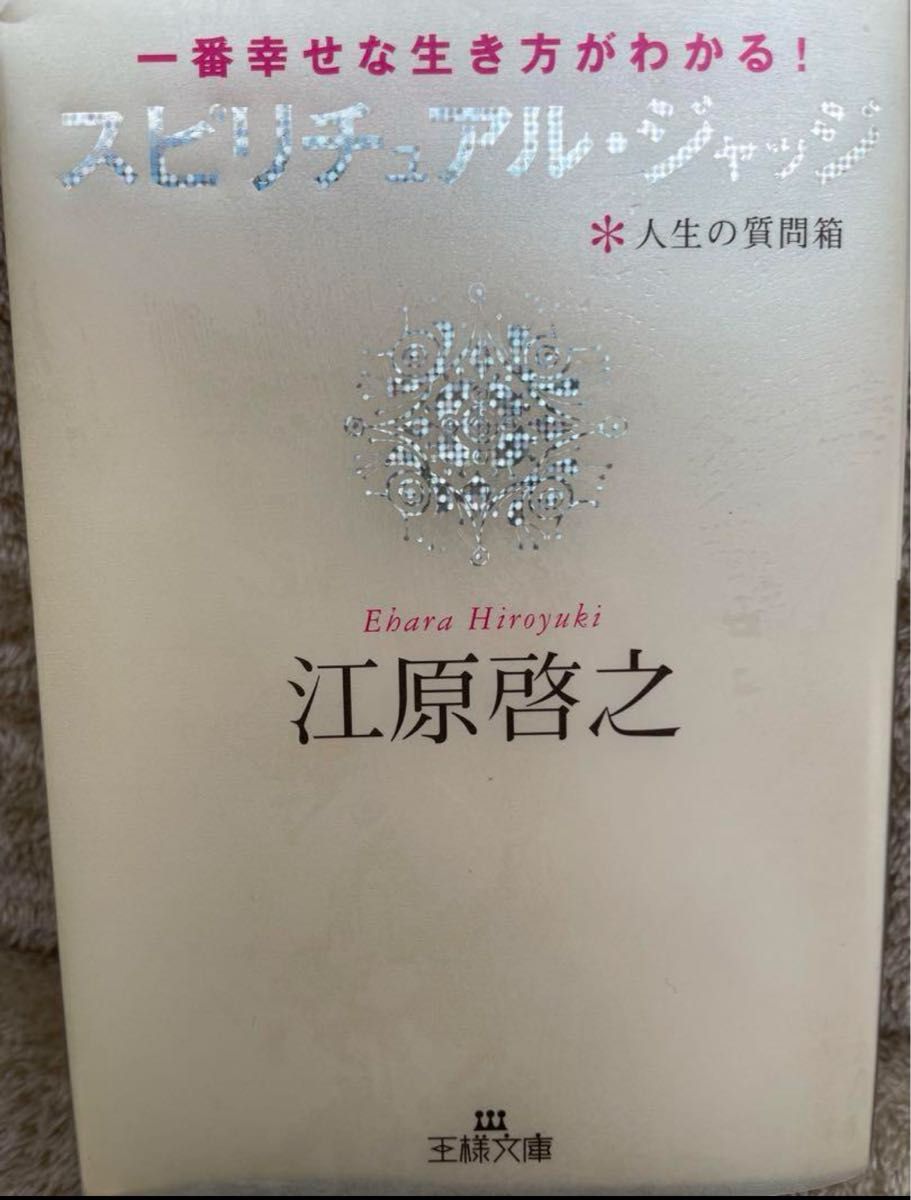 一番幸せな生き方がわかる!
スピリチュアル・ジャッジ
*人生の質問箱
Ehara Hiroyuki
江原啓之
王様文庫